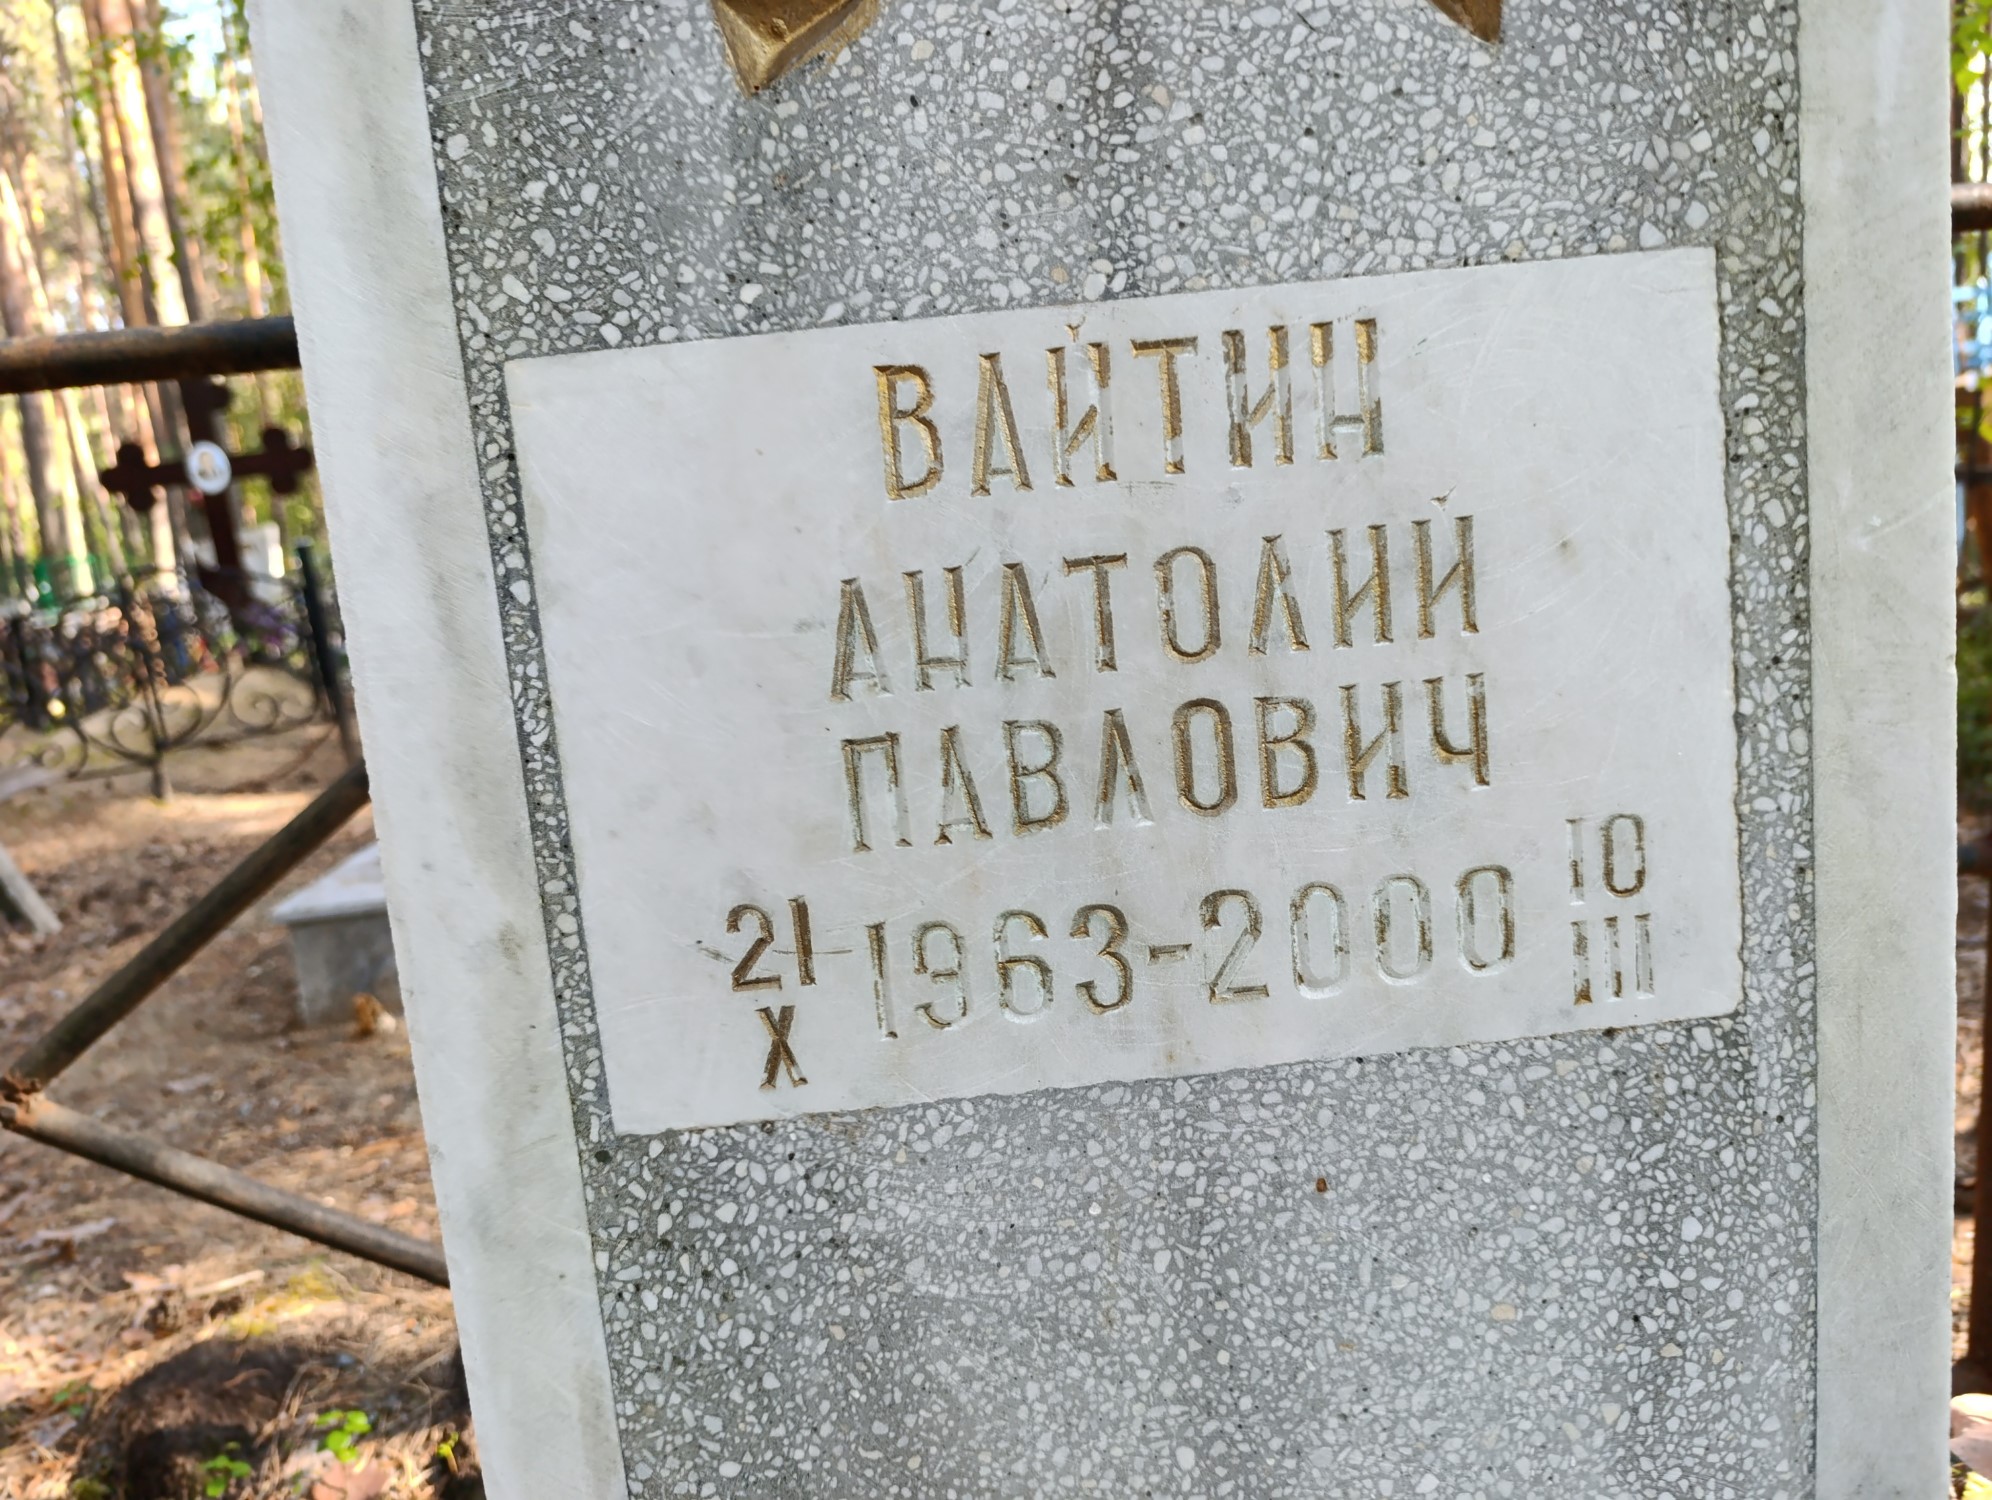 ВАЙТИН
АНАТОЛИЙ
ПАВЛОВИЧ
21 1963-2000 10
X III